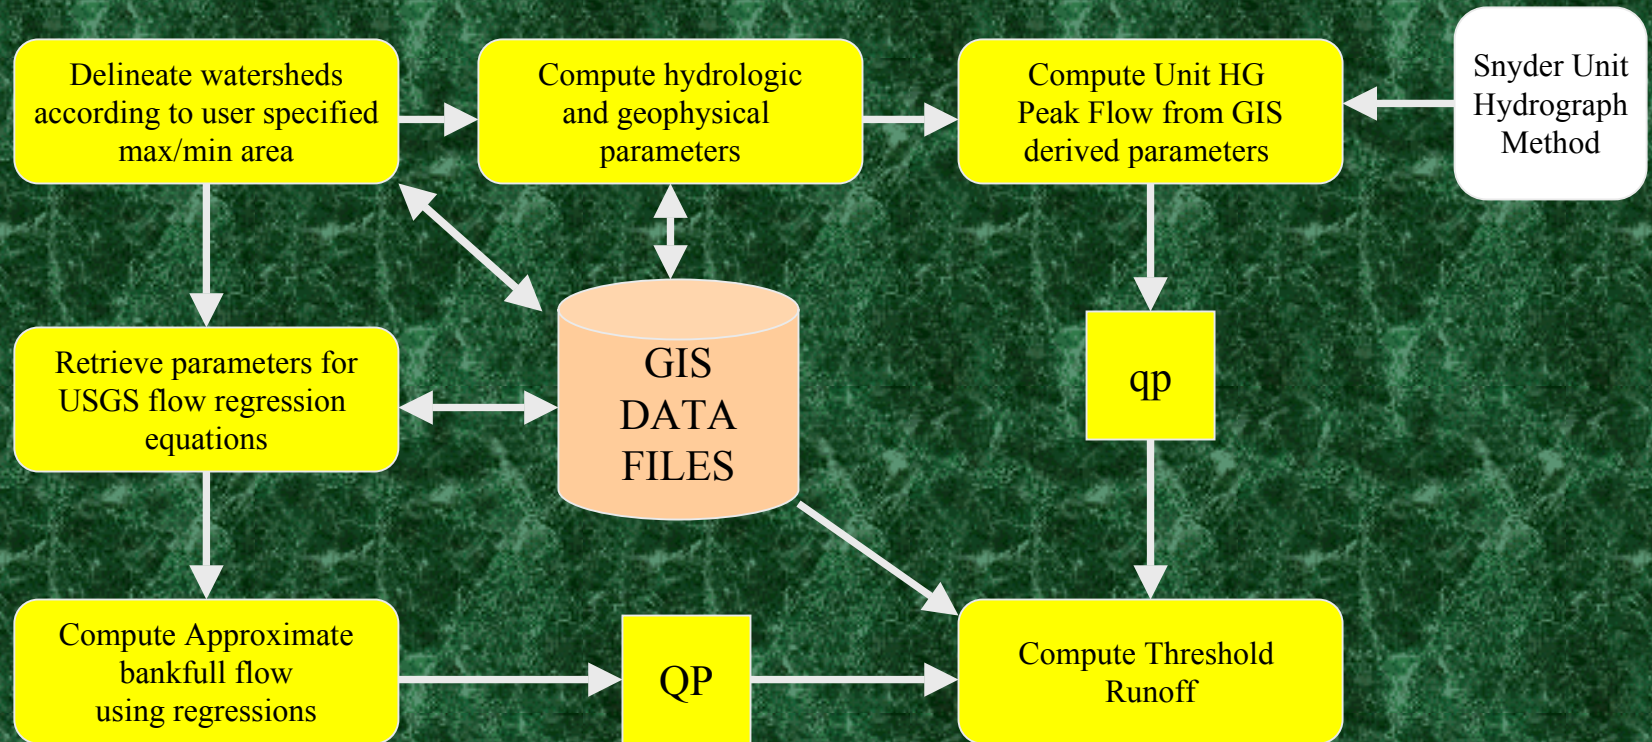 Delineate watersheds
according to user specified
max/min area
Compute hydrologic
and geophysical
parameters
Compute Unit HG
Peak Flow from GIS
derived parameters
Snyder Unit
Hydrograph
Method
Retrieve parameters for
USGS flow regression
equations
GIS
DATA
FILES
qp
Compute Approximate
bankfull flow
using regressions
QP
Compute Threshold
Runoff